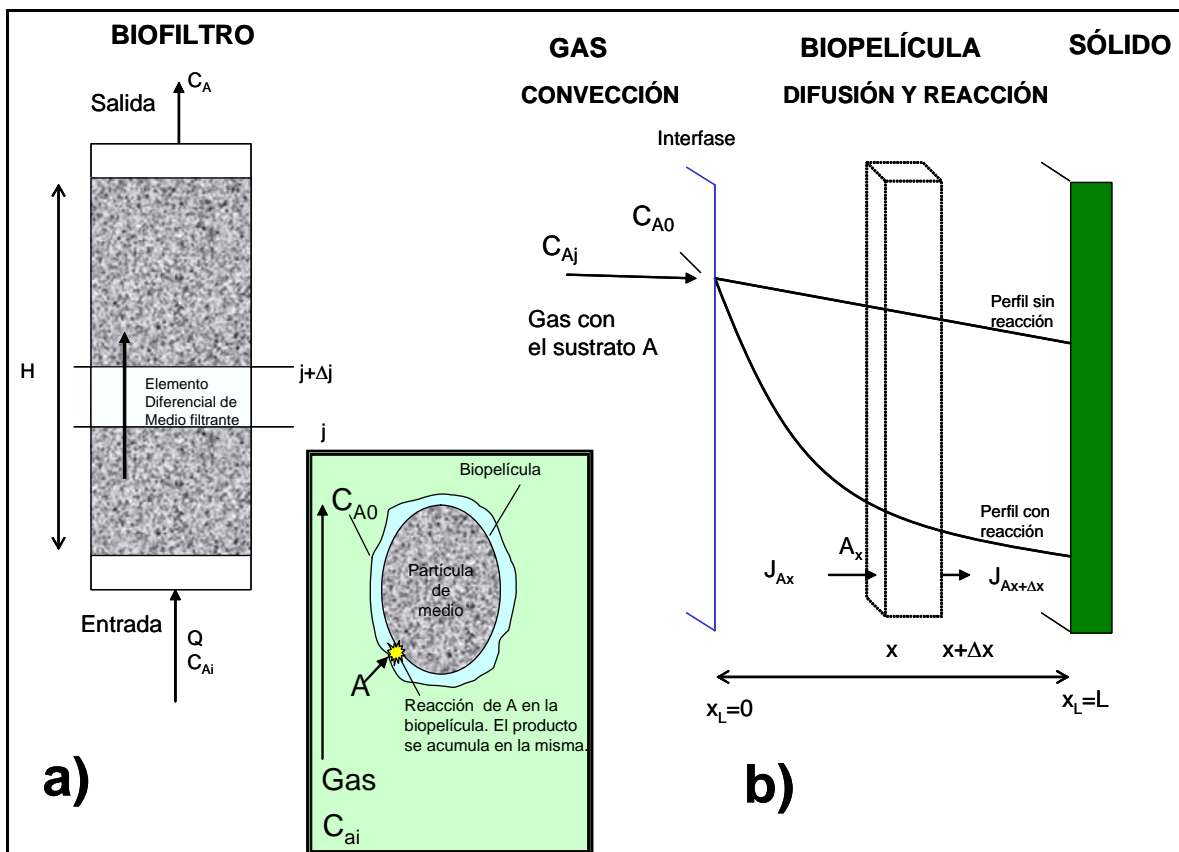 BIOFILTRO
C_A
Salida
H
j+Δj
Elemento
Diferencial de
Medio filtrante
j
Entrada
Q
C_Ai
a)
Biopelícula
C_A0
Partícula
de
medio
A
Reacción de A en la
biopelícula. El producto
se acumula en la misma.
Gas
C_ai
GAS
CONVECCIÓN
BIOPELÍCULA
DIFUSIÓN Y REACCIÓN
SÓLIDO
Interfase
C_A0
C_Aj
Gas con
el sustrato A
Perfil sin
reacción
Perfil con
reacción
J_Ax
A_x
J_Ax+Δx
x
x+Δx
x_L=0
x_L=L
b)